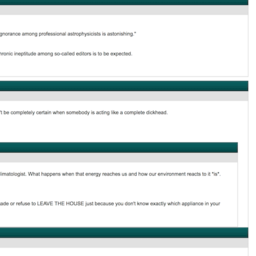 gnorance among professional astrophysicists is astonishing."
hronic ineptitude among so-called editors is to be expected.
't be completely certain when somebody is acting like a complete dickhead.
limatologist. What happens when that energy reaches us and how our environment reacts to it *is*.
ade or refuse to LEAVE THE HOUSE just because you don't know exactly which appliance in your